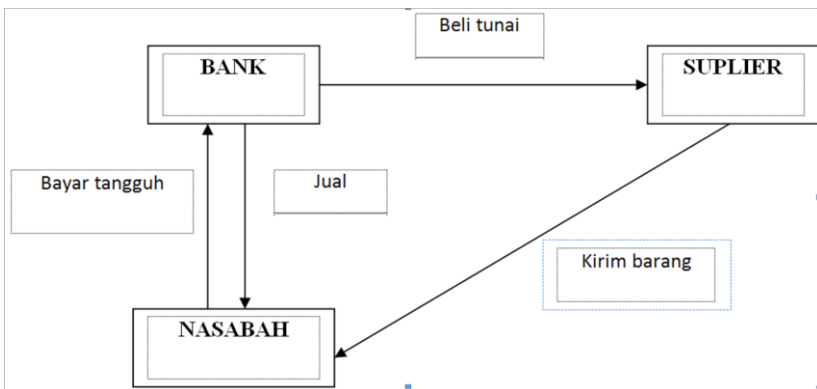 Beli tunai
BANK
SUPLIER
Bayar tangguh
Jual
Kirim barang
NASABAH